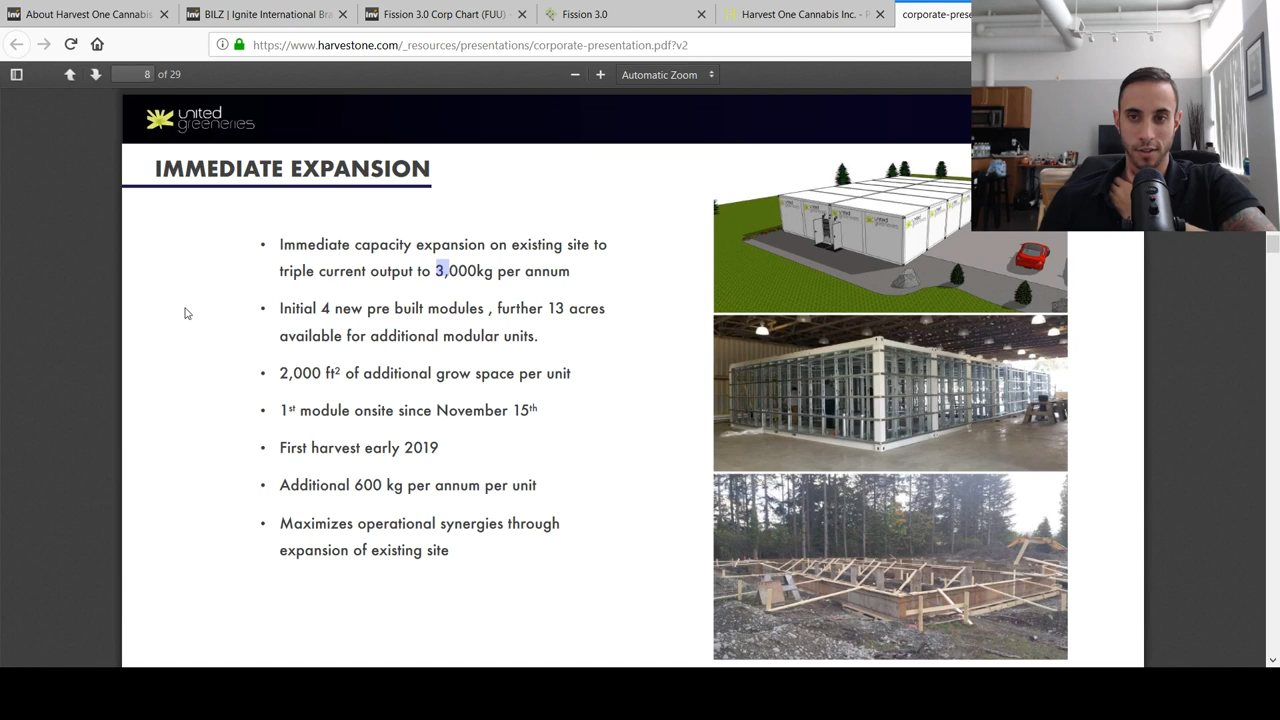 About Harvest One Cannabis
BILZ | Ignite International Bra
Fission 3.0 Corp Chart (FUU)
Fission 3.0
Harvest One Cannabis Inc. - P
corporate-prese
https://www.harvestone.com/_resources/presentations/corporate-presentation.pdf?v2
8 of 29
Automatic Zoom
united
greeneries
IMMEDIATE EXPANSION
• Immediate capacity expansion on existing site to
triple current output to 3,000kg per annum
• Initial 4 new pre built modules , further 13 acres
available for additional modular units.
• 2,000 ft² of additional grow space per unit
• 1st module onsite since November 15th
• First harvest early 2019
• Additional 600 kg per annum per unit
• Maximizes operational synergies through
expansion of existing site